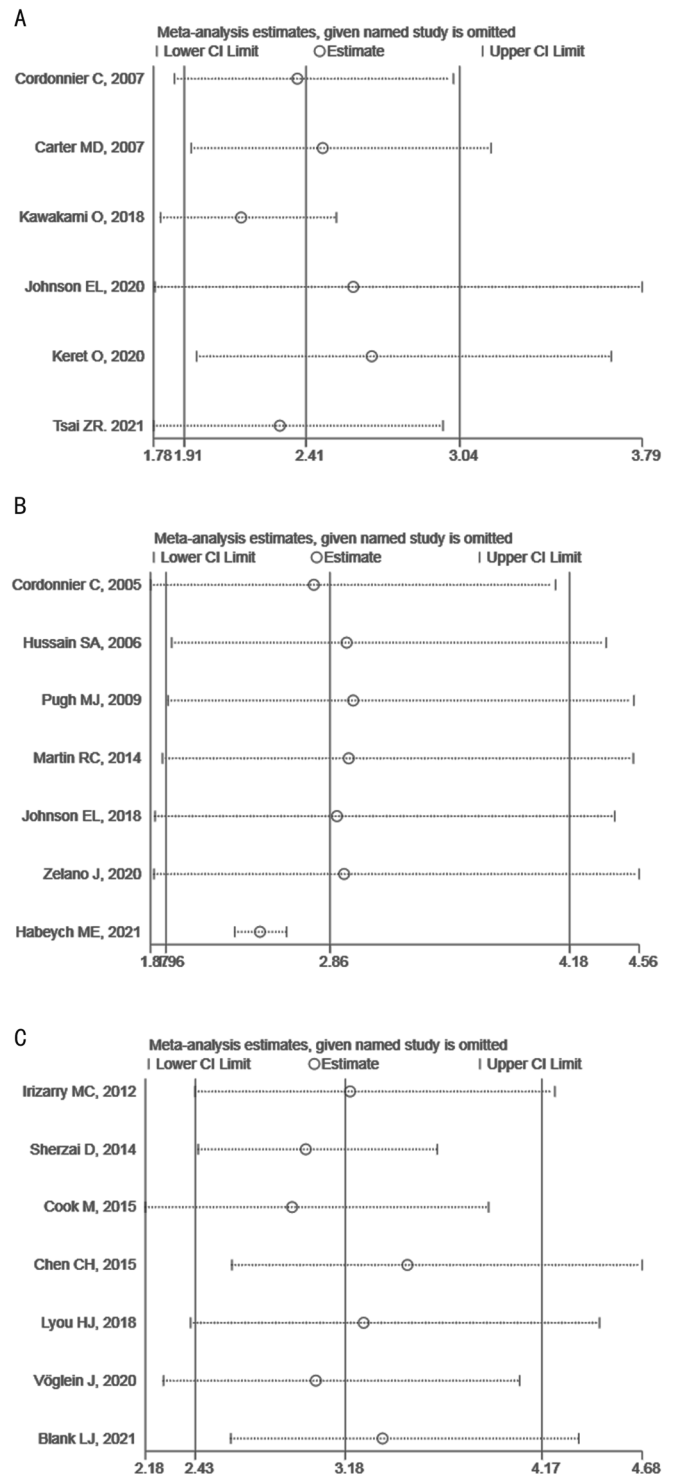 A
Meta-analysis estimates, given named study is omitted
| Lower CI Limit ○Estimate | Upper CI Limit
Cordonnier C, 2007
Carter MD, 2007
Kawakami O, 2018
Johnson EL, 2020
Keret O, 2020
Tsai ZR. 2021
1.78 1.91 2.41 3.04 3.79
B
Meta-analysis estimates, given named study is omitted
| Lower CI Limit ○Estimate | Upper CI Limit
Cordonnier C, 2005
Hussain SA, 2006
Pugh MJ, 2009
Martin RC, 2014
Johnson EL, 2018
Zelano J, 2020
Habeych ME, 2021
2.86 4.18 4.56
C
Meta-analysis estimates, given named study is omitted
| Lower CI Limit ○Estimate | Upper CI Limit
Irizarry MC, 2012
Sherzai D, 2014
Cook M, 2015
Chen CH, 2015
Lyou HJ, 2018
Vöglein J, 2020
Blank LJ, 2021
2.18 2.43 3.18 4.17 4.68